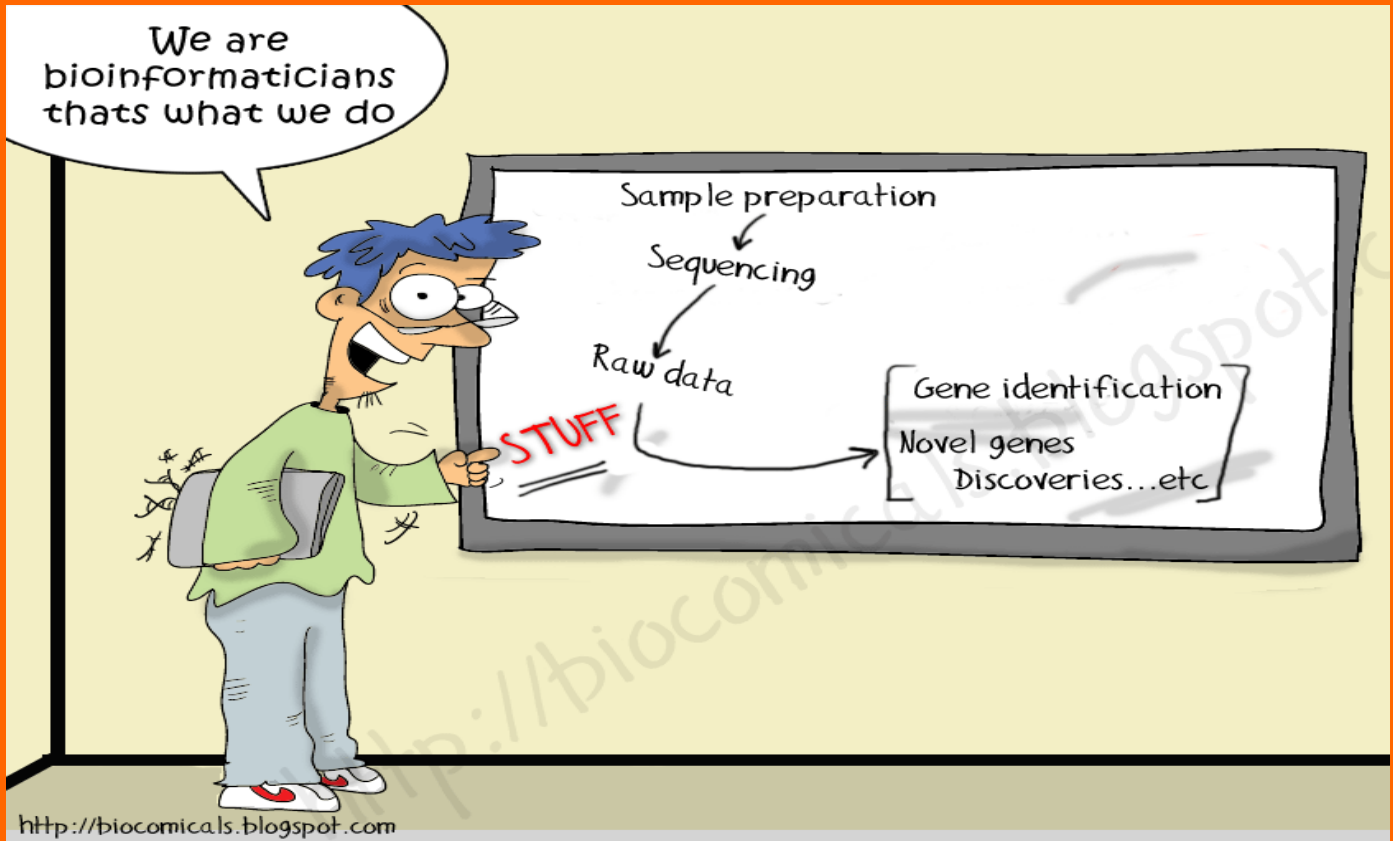 We are
bioinformaticians
thats what we do
Sample preparation
Sequencing
Raw data
STUFF
Gene identification
Novel genes
Discoveries...etc
http://biocomicals.blogspot.c
http://biocomicals.blogspot.com